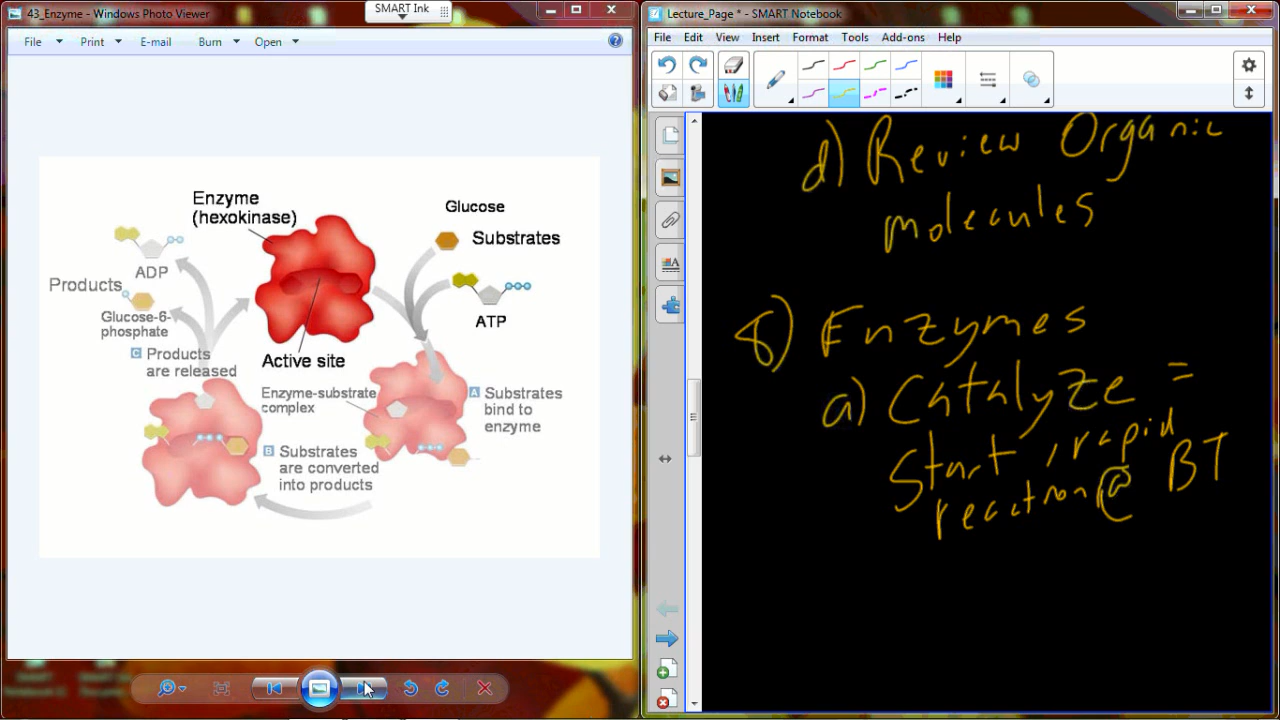 43_Enzyme - Windows Photo Viewer
SMART Ink
File Print E-mail Burn Open
Enzyme
(hexokinase)
Glucose
Substrates
ADP
Products
Glucose-6-
phosphate
ATP
C Products
are released
Active site
Enzyme-substrate
complex
A Substrates
bind to
enzyme
B Substrates
are converted
into products
Lecture_Page * - SMART Notebook
File Edit View Insert Format Tools Add-ons Help
d) Review Organic
molecules
8) Enzymes
a) Catalyze =
Start, rapid
reaction @ BT